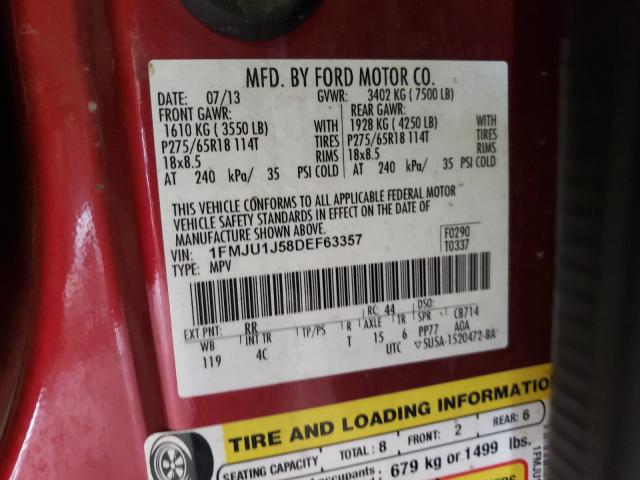 MFD. BY FORD MOTOR CO.
DATE: 07/13 GVWR: 3402 KG ( 7500 LB)
FRONT GAWR: REAR GAWR:
1610 KG ( 3550 LB) WITH 1928 KG ( 4250 LB) WITH
P275/65R18 114T TIRES P275/65R18 114T TIRES
18x8.5 RIMS 18x8.5 RIMS
AT 240 kPa/ 35 PSI COLD AT 240 kPa/ 35 PSI COLD
THIS VEHICLE CONFORMS TO ALL APPLICABLE FEDERAL MOTOR
VEHICLE SAFETY STANDARDS IN EFFECT ON THE DATE OF
MANUFACTURE SHOWN ABOVE.
VIN: 1FMJU1J58DEF63357 F0290
TYPE: MPV T0337
EXT PNT: RR RC: 44 DSO:
WB INT TR TP/PS R AXLE TR SPR C8714
119 4C T 15 6 PP77 AOA
UTC 5U5A-1520472-BA
TIRE AND LOADING INFORMATION
SEATING CAPACITY TOTAL: 8 FRONT: 2 REAR: 6
occupants 679 kg or 1499 lbs.
1FMJU